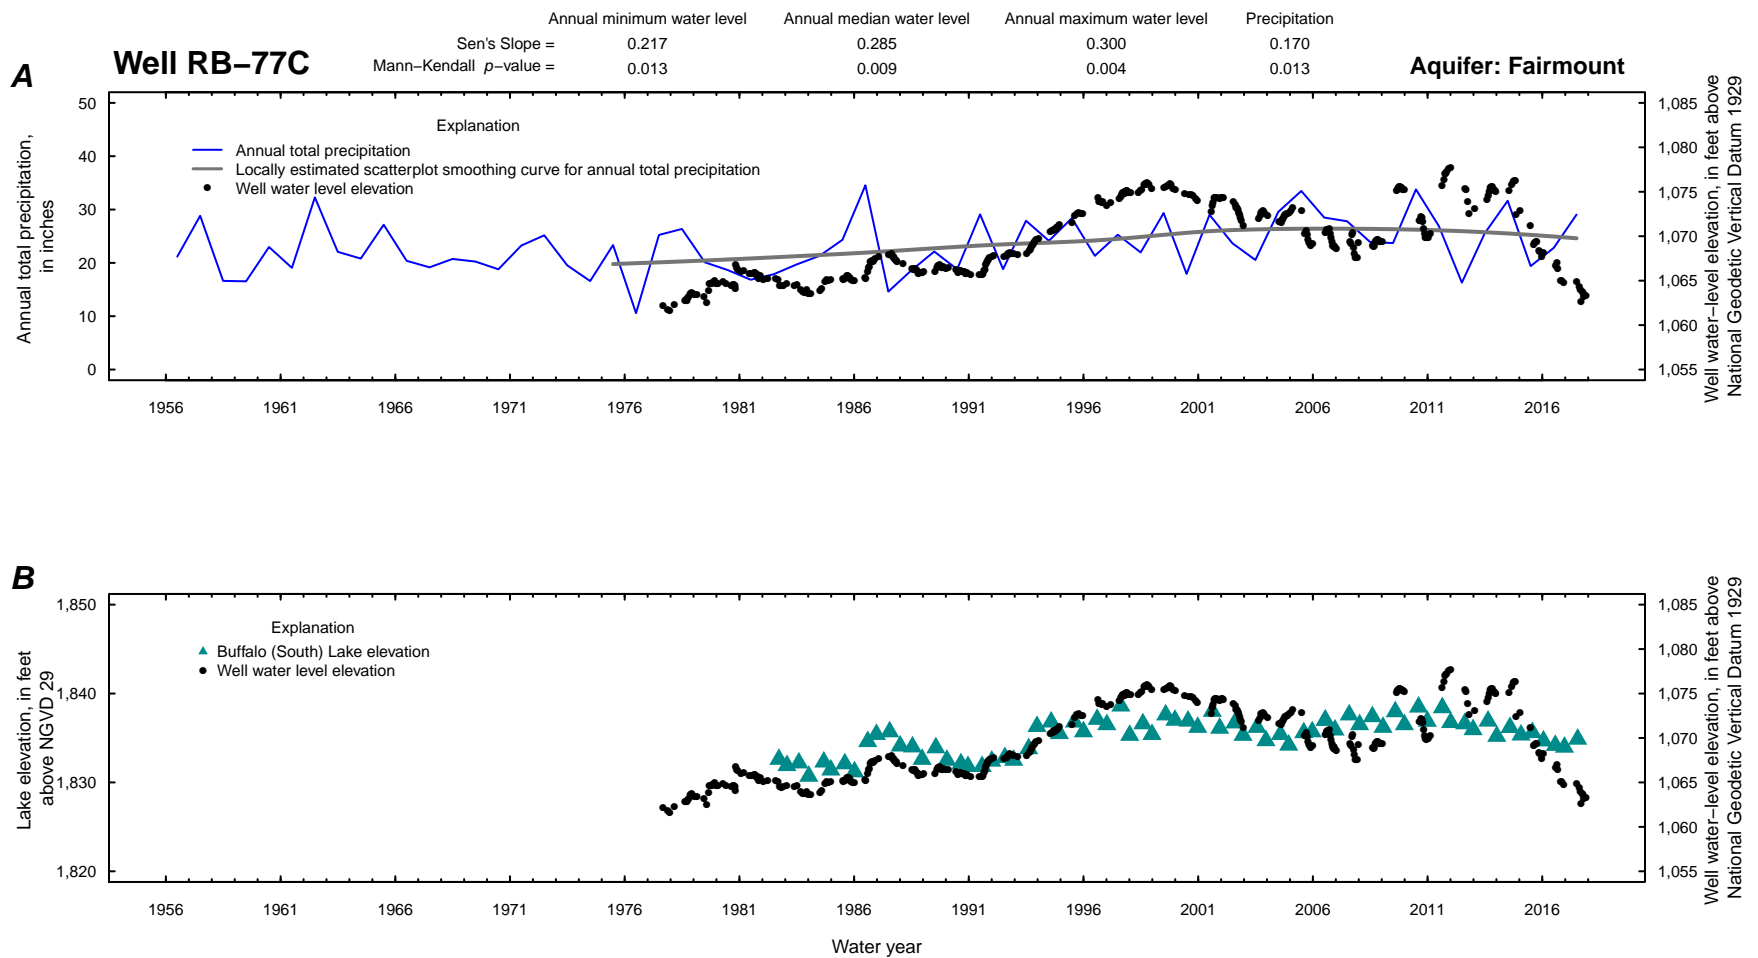 Annual minimum water level Annual median water level Annual maximum water level Precipitation
Sen's Slope = 0.217 0.285 0.300 0.170
Mann–Kendall p–value = 0.013 0.009 0.004 0.013
Well RB–77C
Aquifer: Fairmount
A
Annual total precipitation,
in inches
50
40
30
20
10
0
Explanation
Annual total precipitation
Locally estimated scatterplot smoothing curve for annual total precipitation
Well water level elevation
1,085
1,080
1,075
1,070
1,065
1,060
1,055
Well water–level elevation, in feet above
National Geodetic Vertical Datum 1929
1956 1961 1966 1971 1976 1981 1986 1991 1996 2001 2006 2011 2016
B
Lake elevation, in feet
above NGVD 29
1,850
1,840
1,830
1,820
Explanation
Buffalo (South) Lake elevation
Well water level elevation
1,085
1,080
1,075
1,070
1,065
1,060
1,055
Well water–level elevation, in feet above
National Geodetic Vertical Datum 1929
1956 1961 1966 1971 1976 1981 1986 1991 1996 2001 2006 2011 2016
Water year